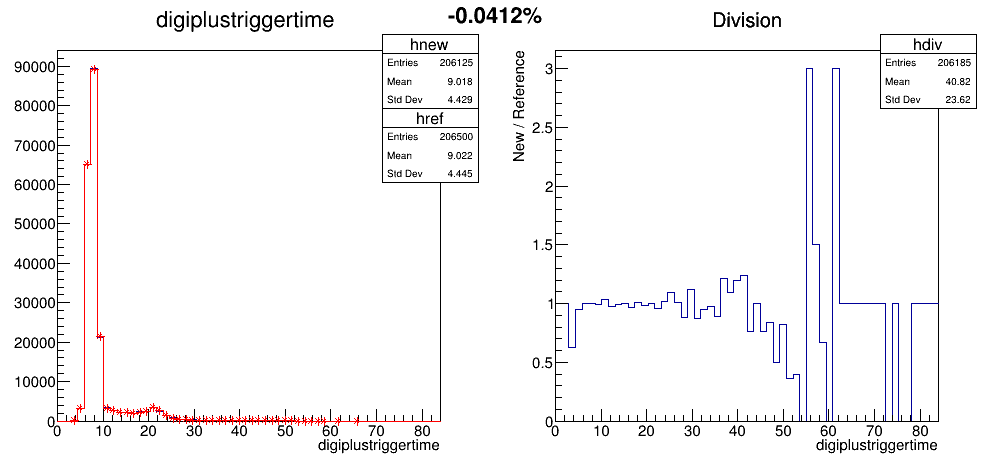 -0.0412%
digiplustriggertime
hnew
Entries 206125
Mean 9.018
Std Dev 4.429
href
Entries 206500
Mean 9.022
Std Dev 4.445
90000
80000
70000
60000
50000
40000
30000
20000
10000
0
0 10 20 30 40 50 60 70 80
digiplustriggertime
Division
hdiv
Entries 206185
Mean 40.82
Std Dev 23.62
New / Reference
3
2.5
2
1.5
1
0.5
0
0 10 20 30 40 50 60 70 80
digiplustriggertime